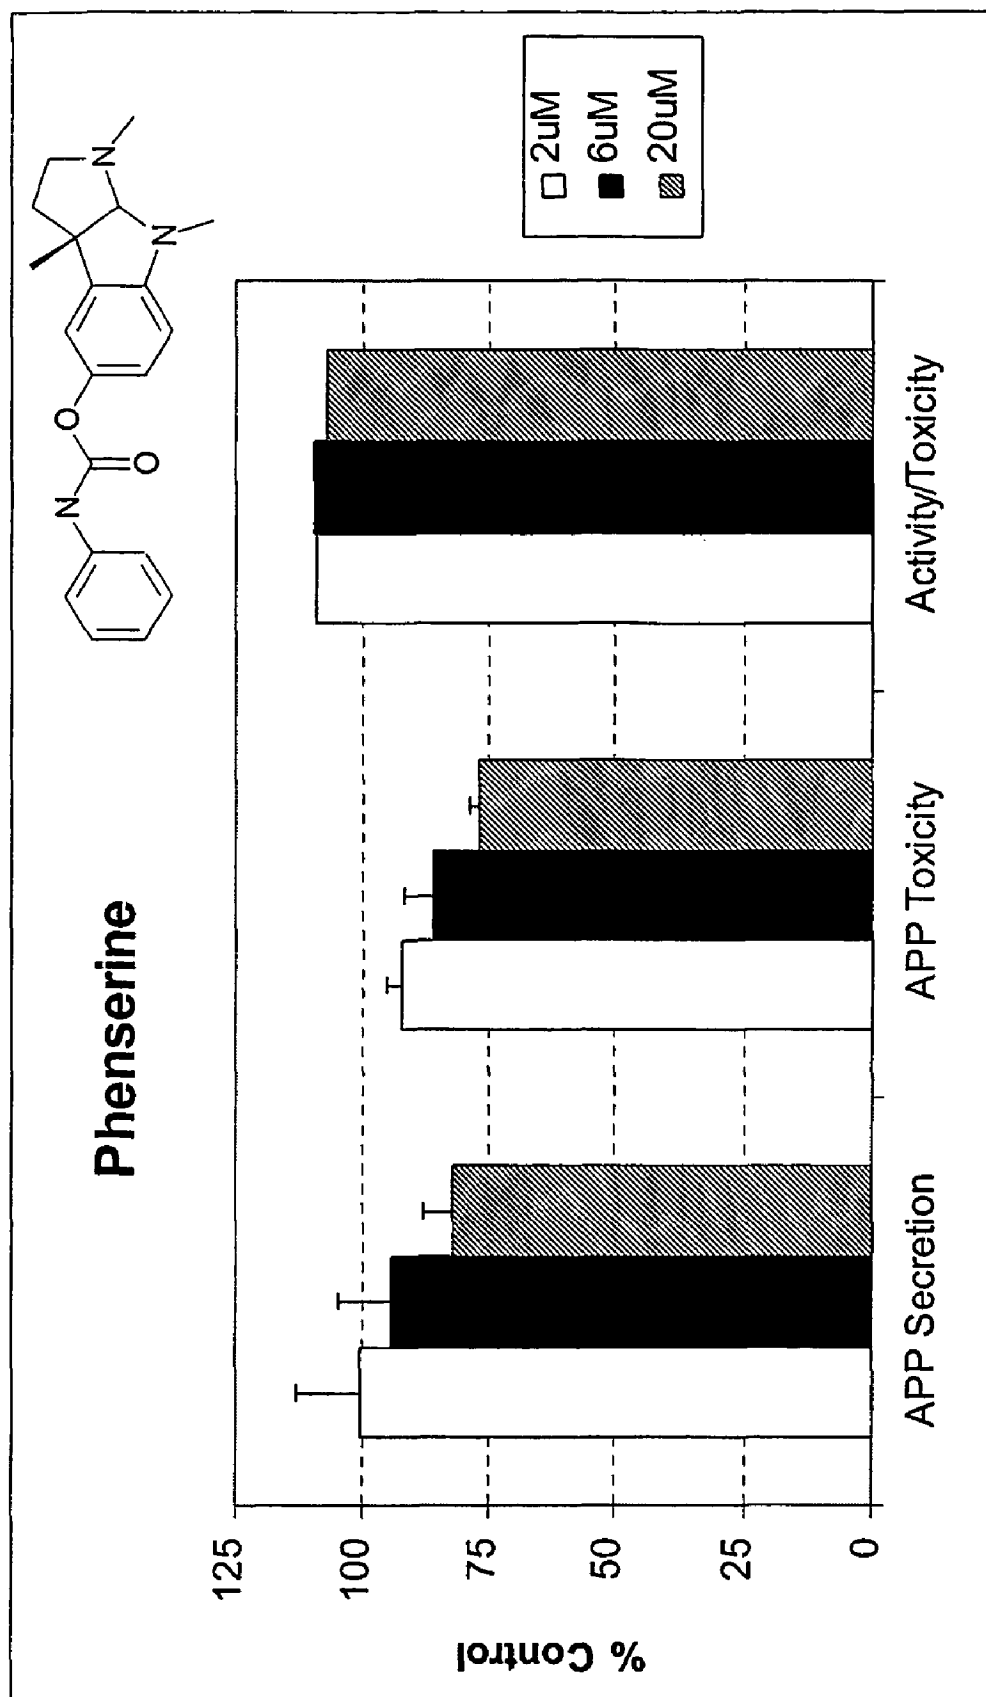 Phenserine
N
O
O
N
N
% Control
125
100
75
50
25
0
APP Secretion
APP Toxicity
Activity/Toxicity
2uM
6uM
20uM